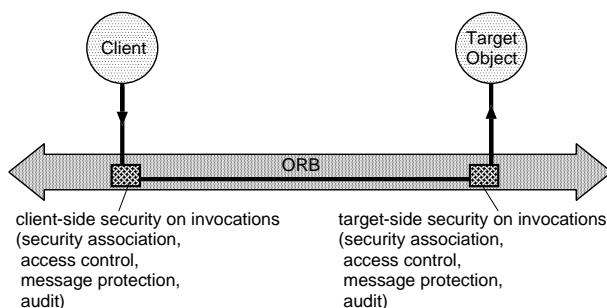 Client
Target
Object
ORB
client-side security on invocations
(security association,
access control,
message protection,
audit)
target-side security on invocations
(security association,
access control,
message protection,
audit)